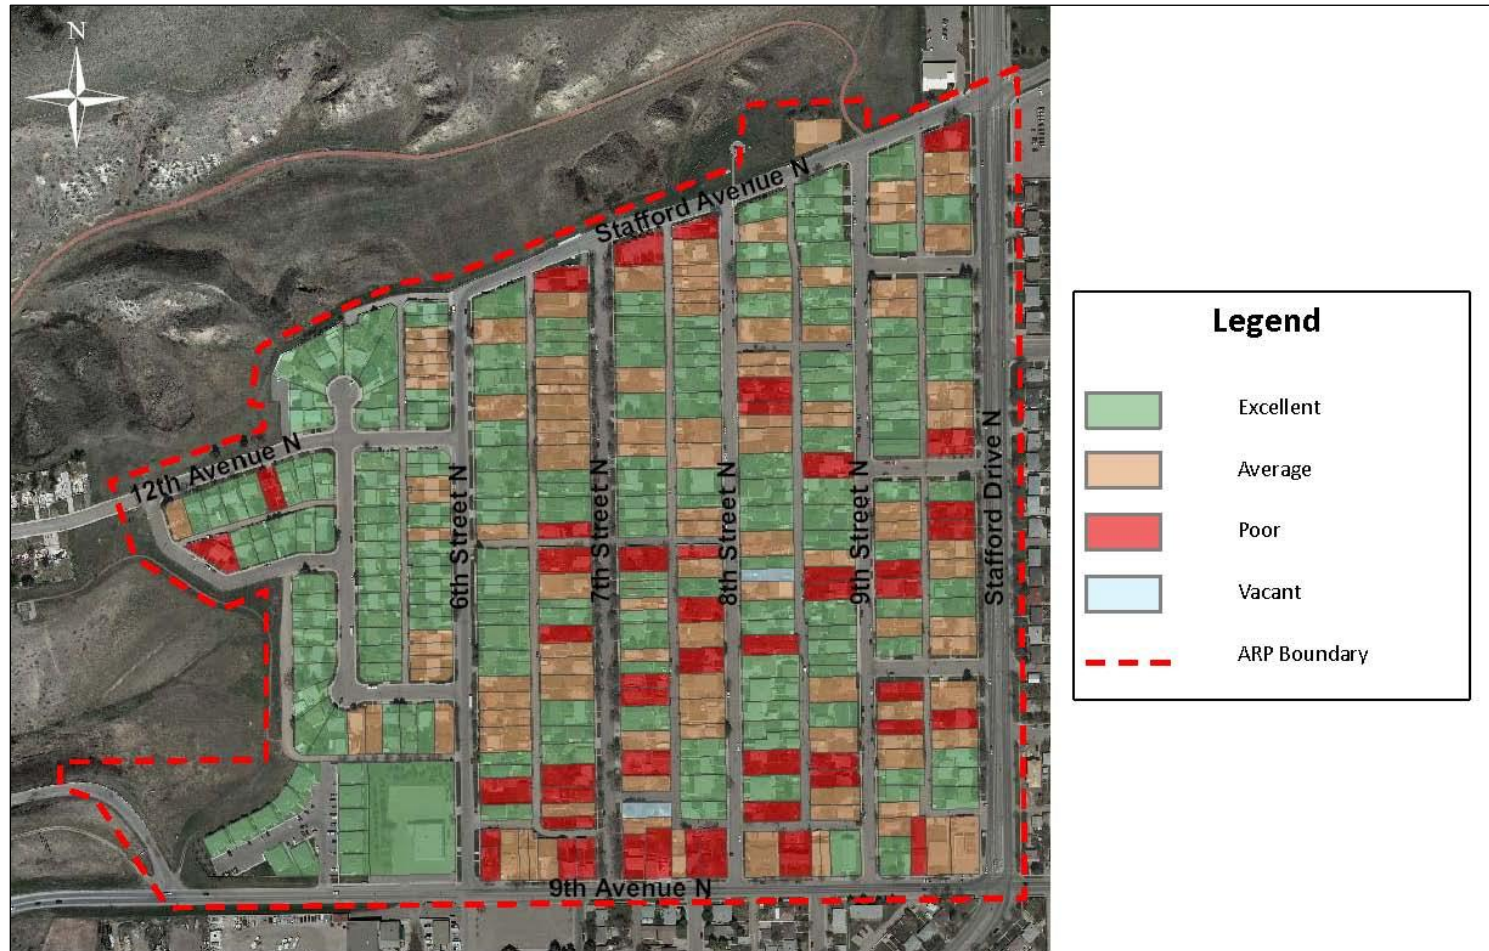 N
Stafford Avenue N
12th Avenue N
6th Street N
7th Street N
8th Street N
9th Street N
Stafford Drive N
9th Avenue N
Legend
Excellent
Average
Poor
Vacant
ARP Boundary